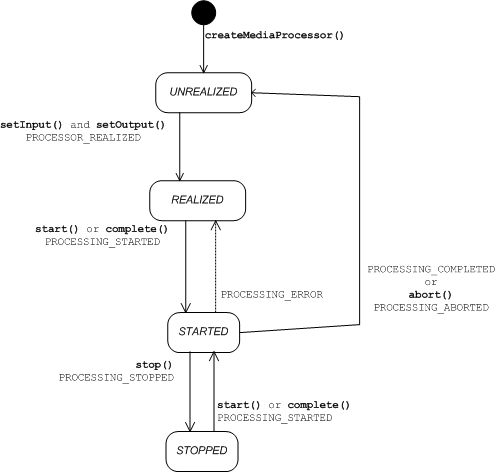 createMediaProcessor()
UNREALIZED
setInput() and setOutput()
PROCESSOR_REALIZED
REALIZED
start() or complete()
PROCESSING_STARTED
PROCESSING_ERROR
PROCESSING_COMPLETED
or
abort()
PROCESSING_ABORTED
STARTED
stop()
PROCESSING_STOPPED
start() or complete()
PROCESSING_STARTED
STOPPED